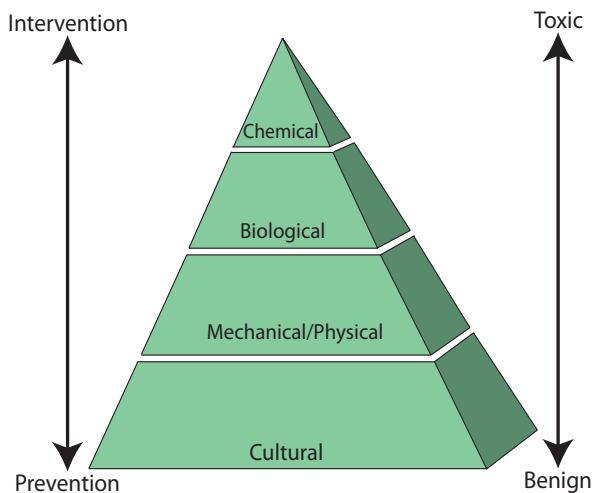 Intervention
Toxic
Chemical
Biological
Mechanical/Physical
Cultural
Prevention
Benign